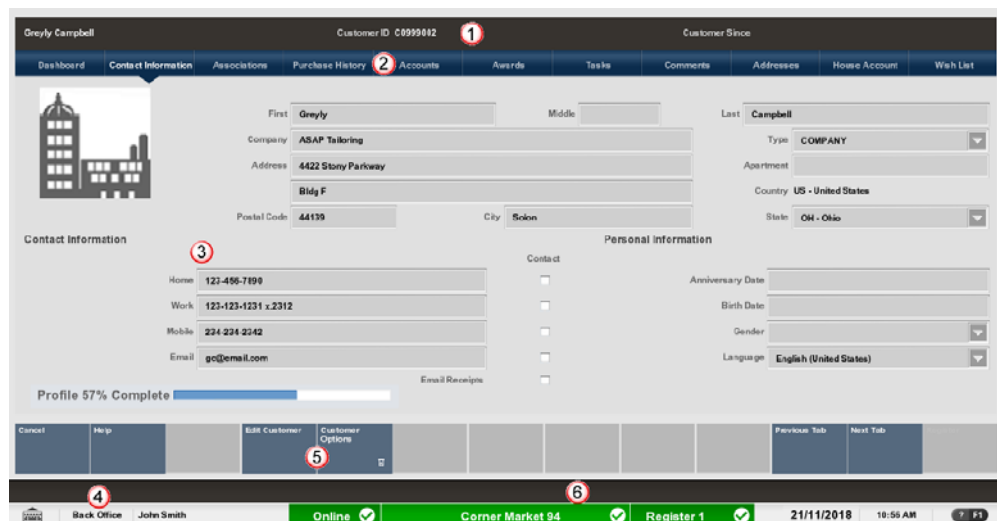 Greyly Campbell Customer ID C0999002 1 Customer Since
Dashboard Contact Information Associations Purchase History 2 Accounts Awards Tasks Comments Addresses House Account Wish List
First Greyly Middle Last Campbell
Company ASAP Tailoring Type COMPANY
Address 4422 Stony Parkway Apartment
Bldg F Country US - United States
Postal Code 44139 City Solon State OH - Ohio
Contact Information Personal Information
3 Contact
Home 123-456-7890 Anniversary Date
Work 123-123-1231 x.2312 Birth Date
Mobile 234-234-2342 Gender
Email gc@email.com Language English (United States)
Email Receipts
Profile 57% Complete
Cancel Help Edit Customer Customer Options Previous Tab Next Tab
5
4 6
Back Office John Smith Online Corner Market 94 Register 1 21/11/2018 10:55 AM ? F1